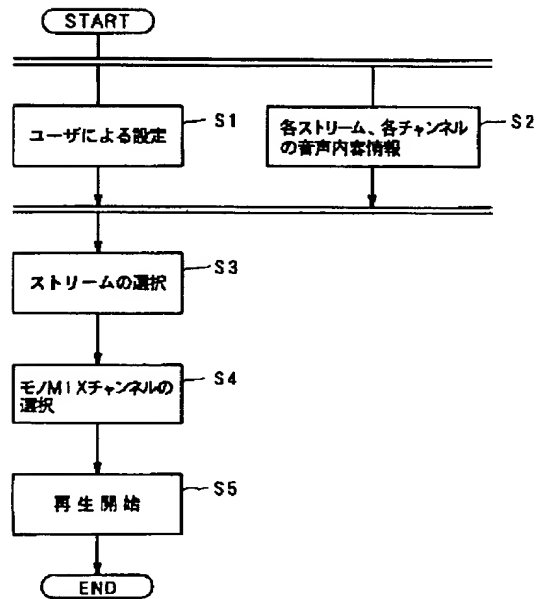 START
ユーザによる設定
S1
各ストリーム、各チャンネル
の音声内容情報
S2
ストリームの選択
S3
モノMIXチャンネルの
選択
S4
再生開始
S5
END